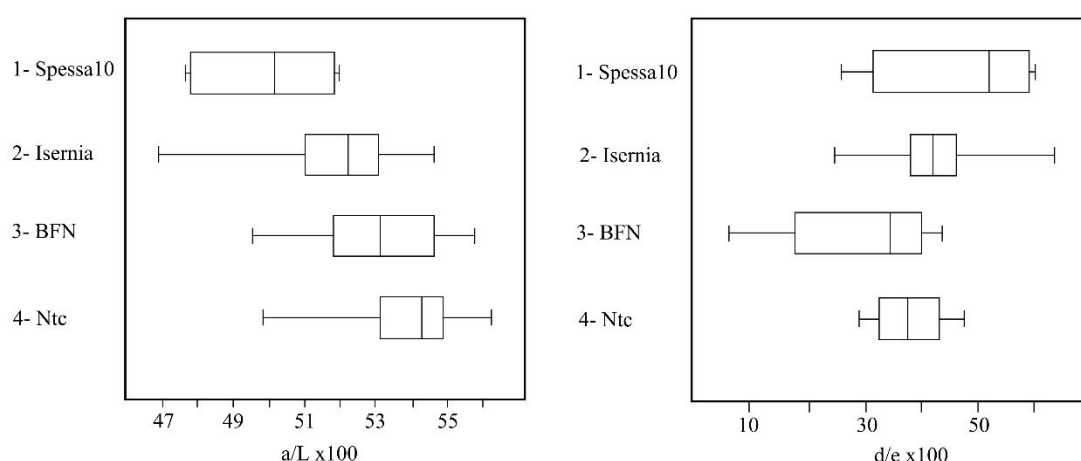 1- Spessa10
2- Isernia
3- BFN
4- Ntc
47 49 51 53 55
a/L x100
1- Spessa10
2- Isernia
3- BFN
4- Ntc
10 30 50
d/e x100